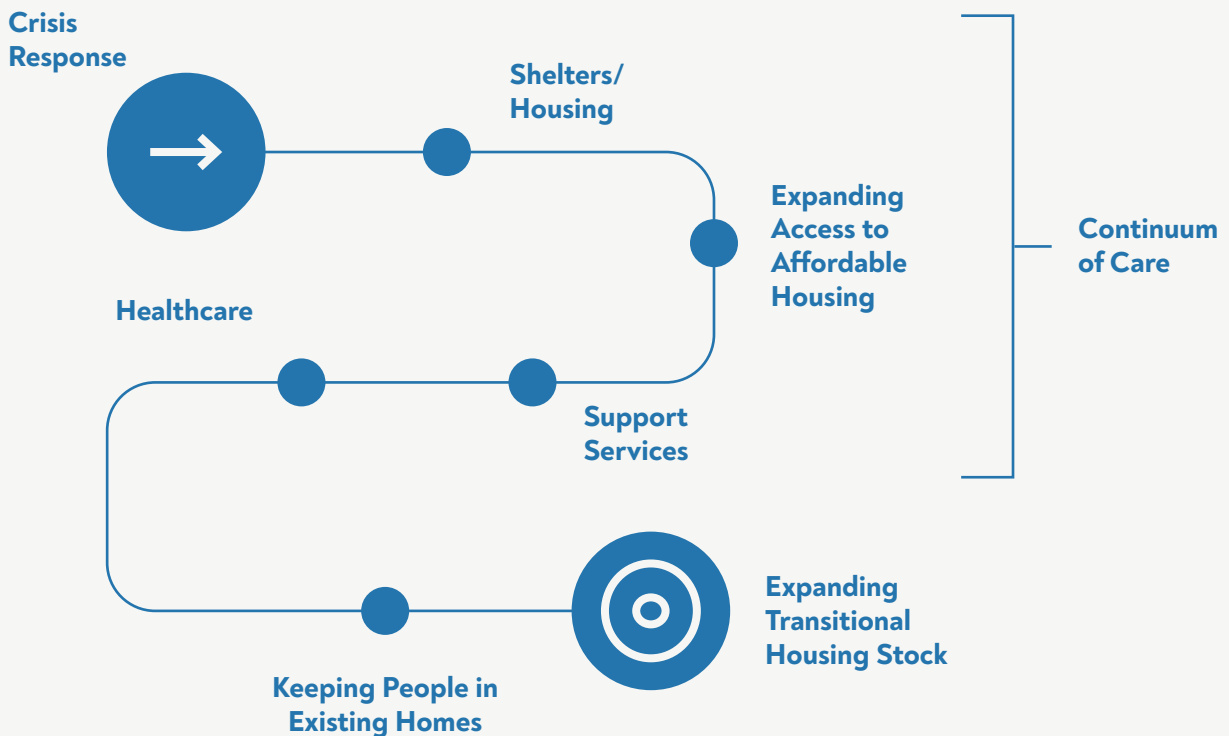 Crisis
Response
Shelters/
Housing
Expanding
Access to
Affordable
Housing
Continuum
of Care
Healthcare
Support
Services
Expanding
Transitional
Housing Stock
Keeping People in
Existing Homes